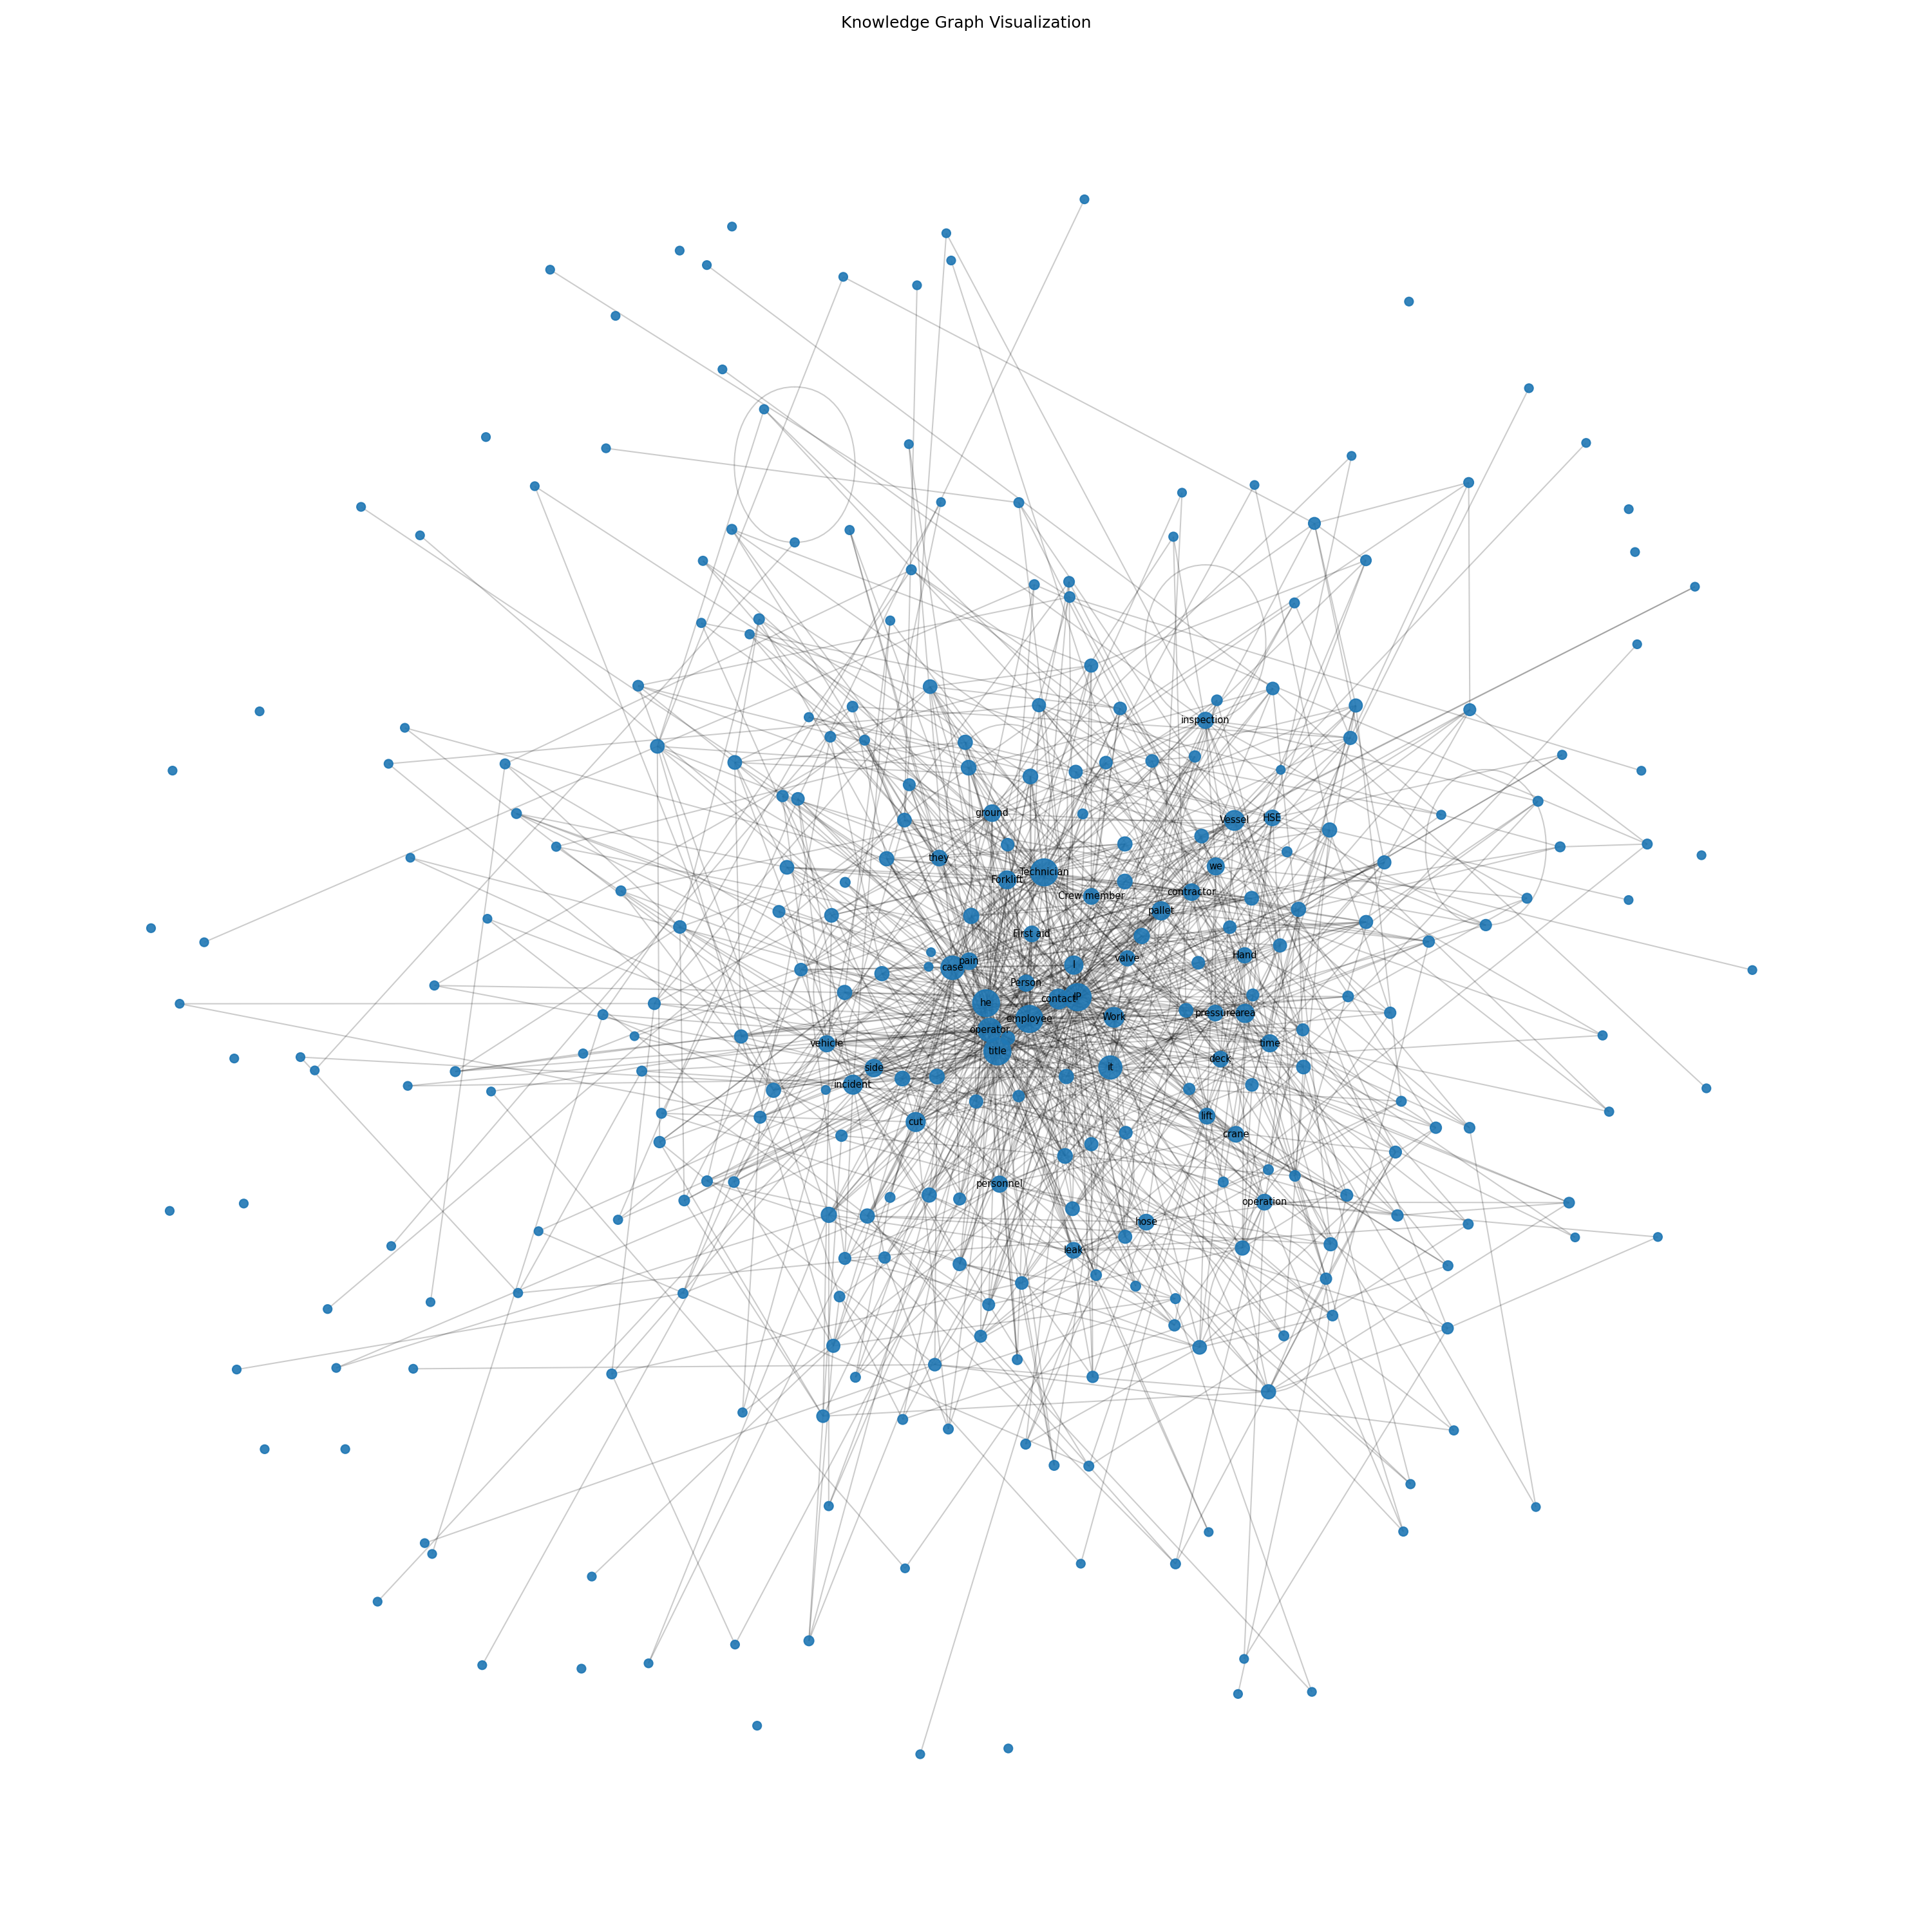 Knowledge Graph Visualization
inspection
ground
Vessel
HSE
they
we
Technician
Forklift
contractor
Crew member
pallet
First aid
Hand
valve
pain
case
I
Person
IP
contact
he
pressure
area
Work
employee
operator
vehicle
time
title
deck
side
it
incident
lift
cut
crane
personnel
operation
hose
leak